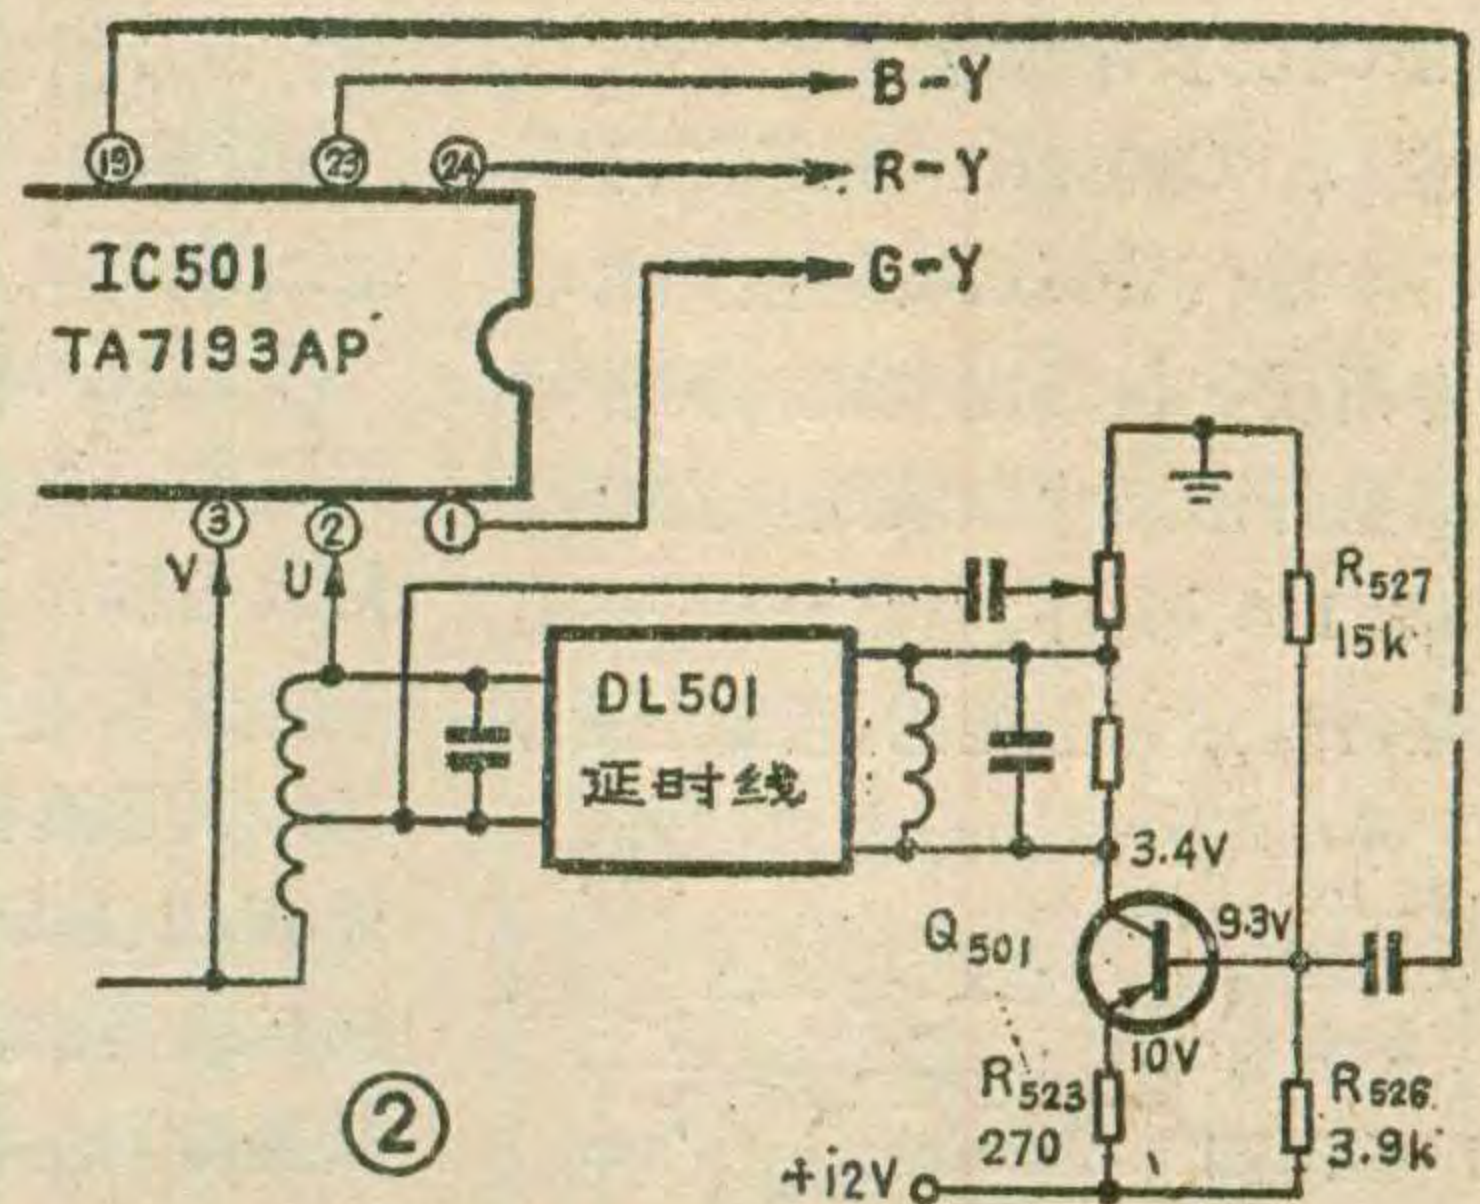 B-Y
19
23
24
R-Y
IC501
G-Y
TA7193AP
3
2
1
V
U
R527
15k
DL501
延时线
3.4V
9.3V
Q501
10V
R523
270
R526
3.9k
2
+12V